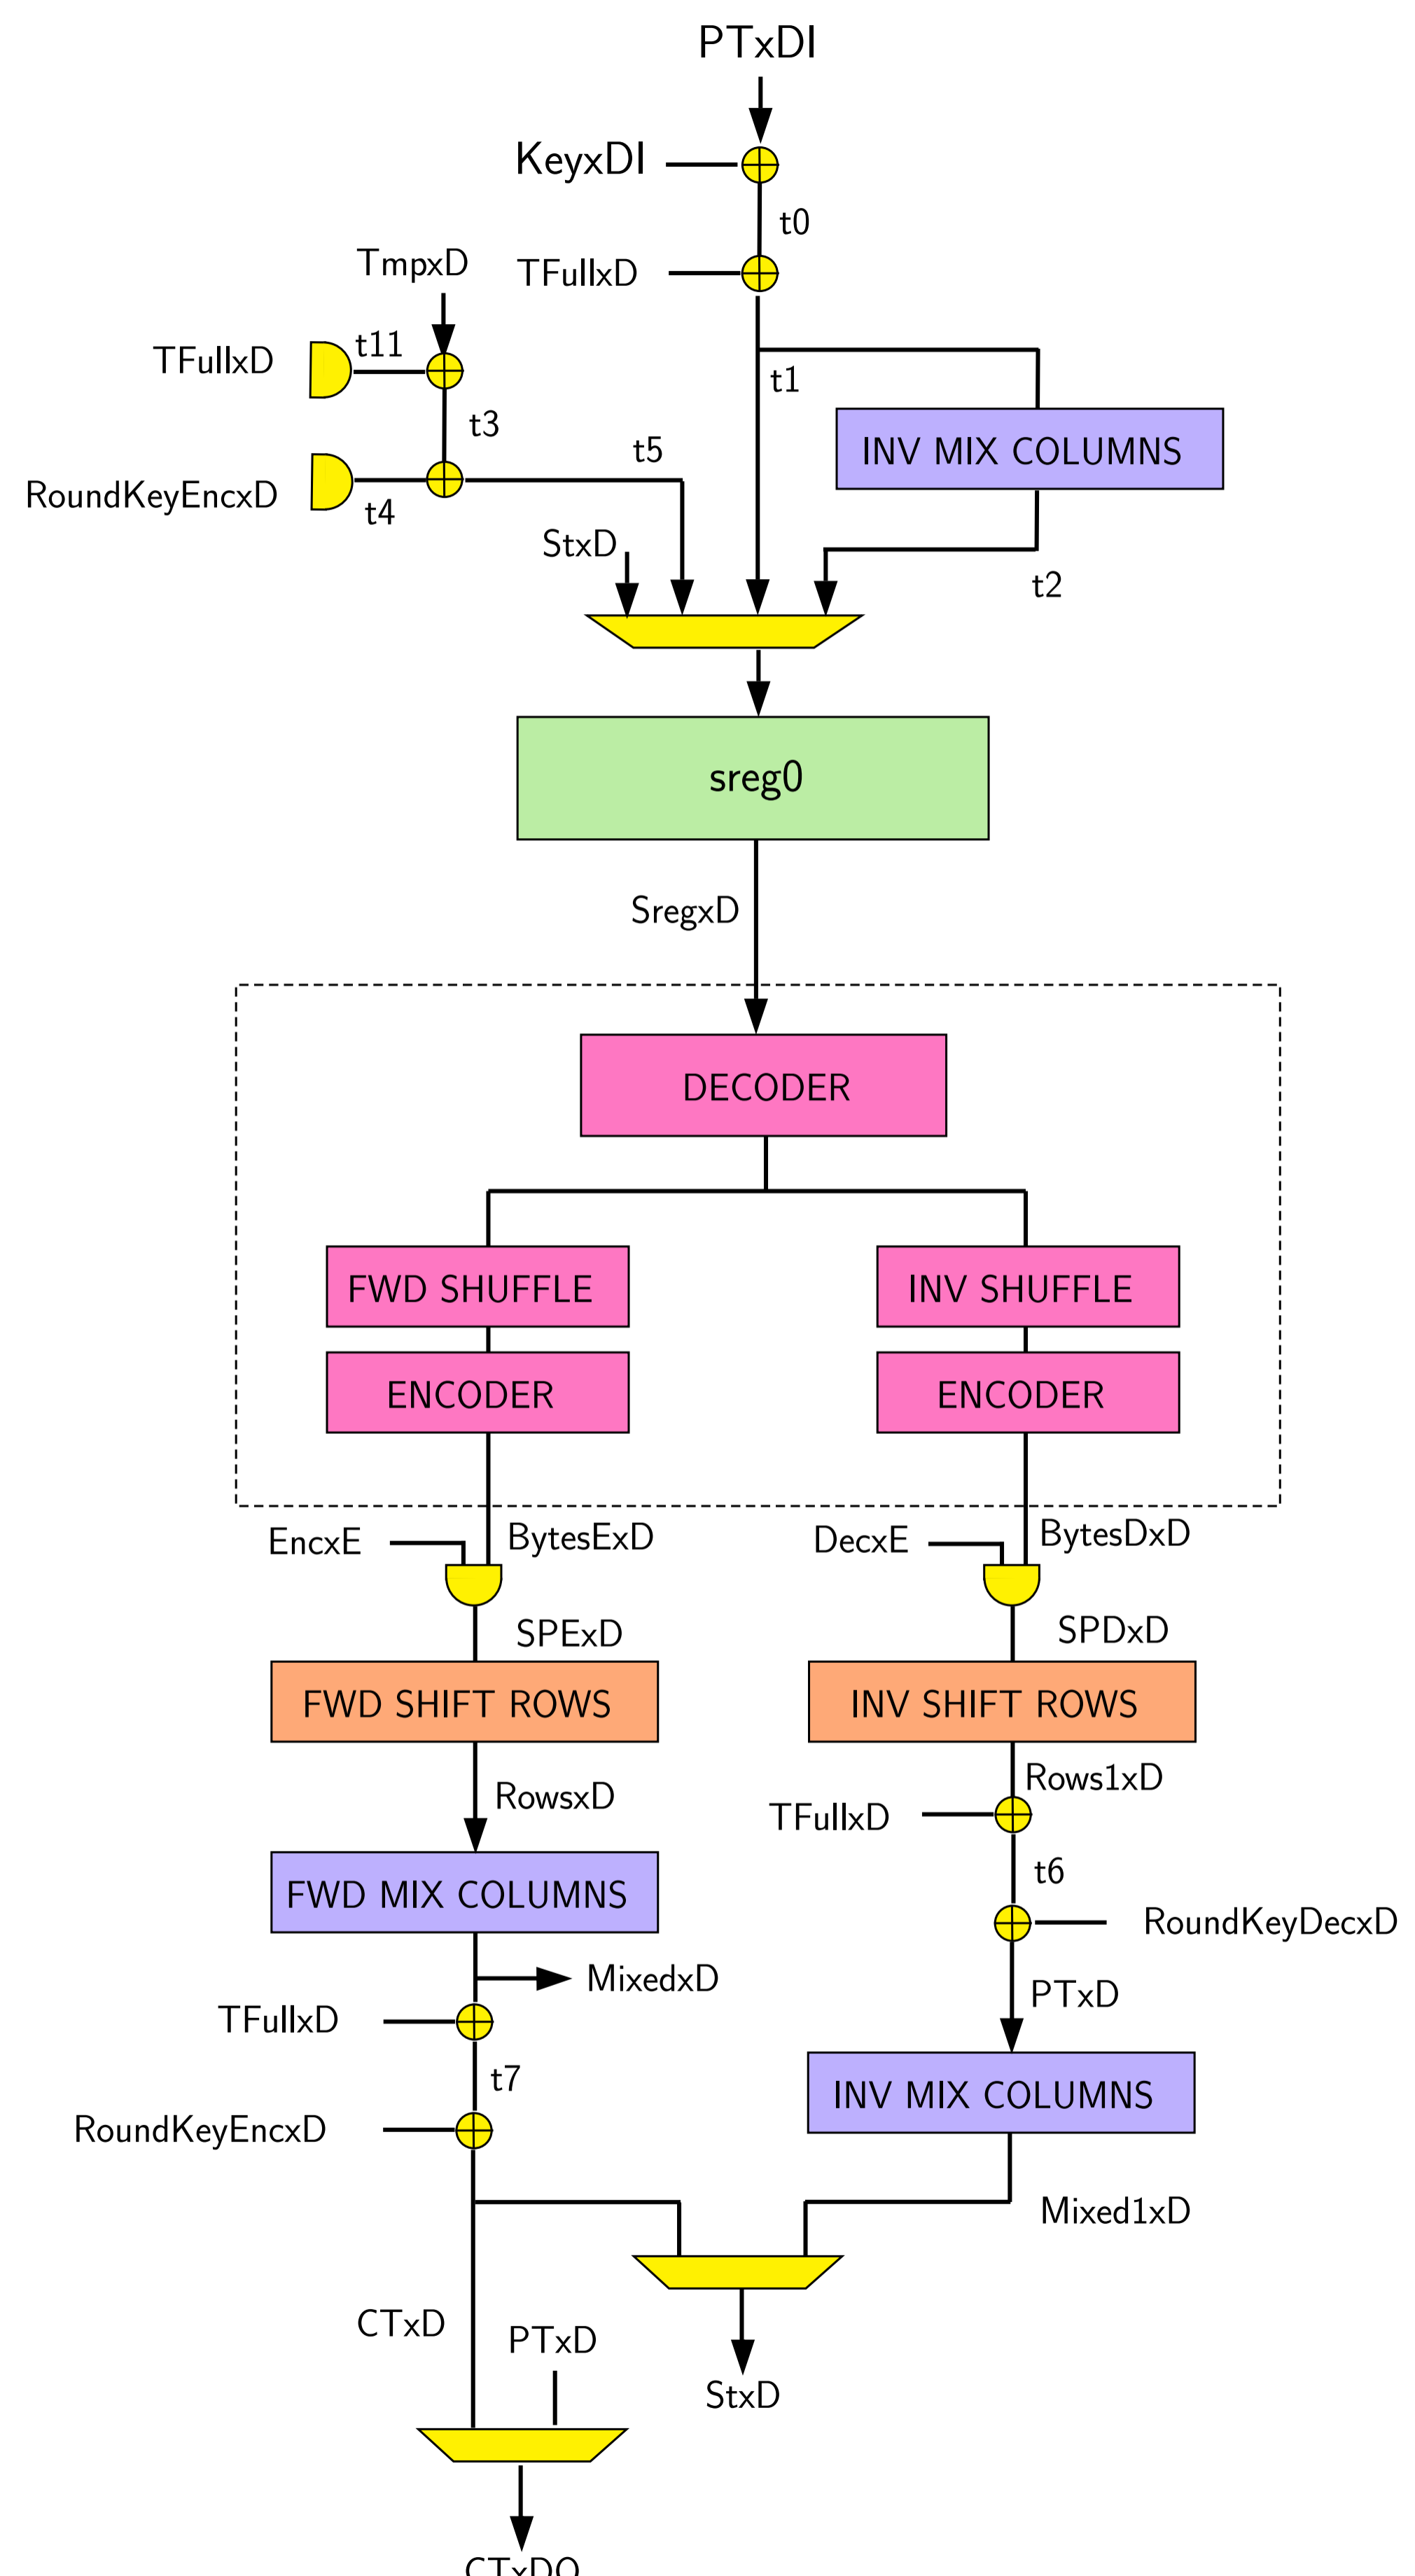 PTxDI
KeyxDI
t0
TmpxD
TFullxD
TFullxD
t11
t1
t3
t5
INV MIX COLUMNS
RoundKeyEncxD
t4
StxD
t2
sreg0
SregxD
DECODER
FWD SHUFFLE
INV SHUFFLE
ENCODER
ENCODER
EncxE
BytesExD
DecxE
BytesDxD
SPExD
SPDxD
FWD SHIFT ROWS
INV SHIFT ROWS
RowsxD
Rows1xD
TFullxD
FWD MIX COLUMNS
t6
RoundKeyDecxD
MixedxD
PTxD
TFullxD
t7
INV MIX COLUMNS
RoundKeyEncxD
Mixed1xD
CTxD
PTxD
StxD
CTxDO